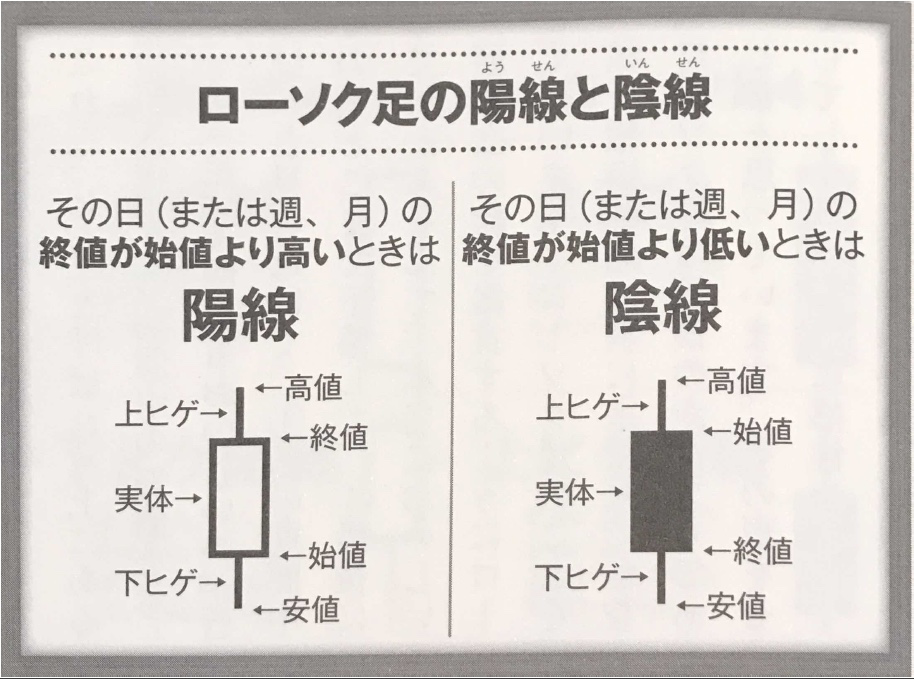 よう せん いん せん
ローソク足の陽線と陰線
その日（または週、月）の
終値が始値より高いときは
陽線
←高値
上ヒゲ→
←終値
実体→
←始値
下ヒゲ→
←安値
その日（または週、月）の
終値が始値より低いときは
陰線
←高値
上ヒゲ→
←始値
実体→
←終値
下ヒゲ→
←安値